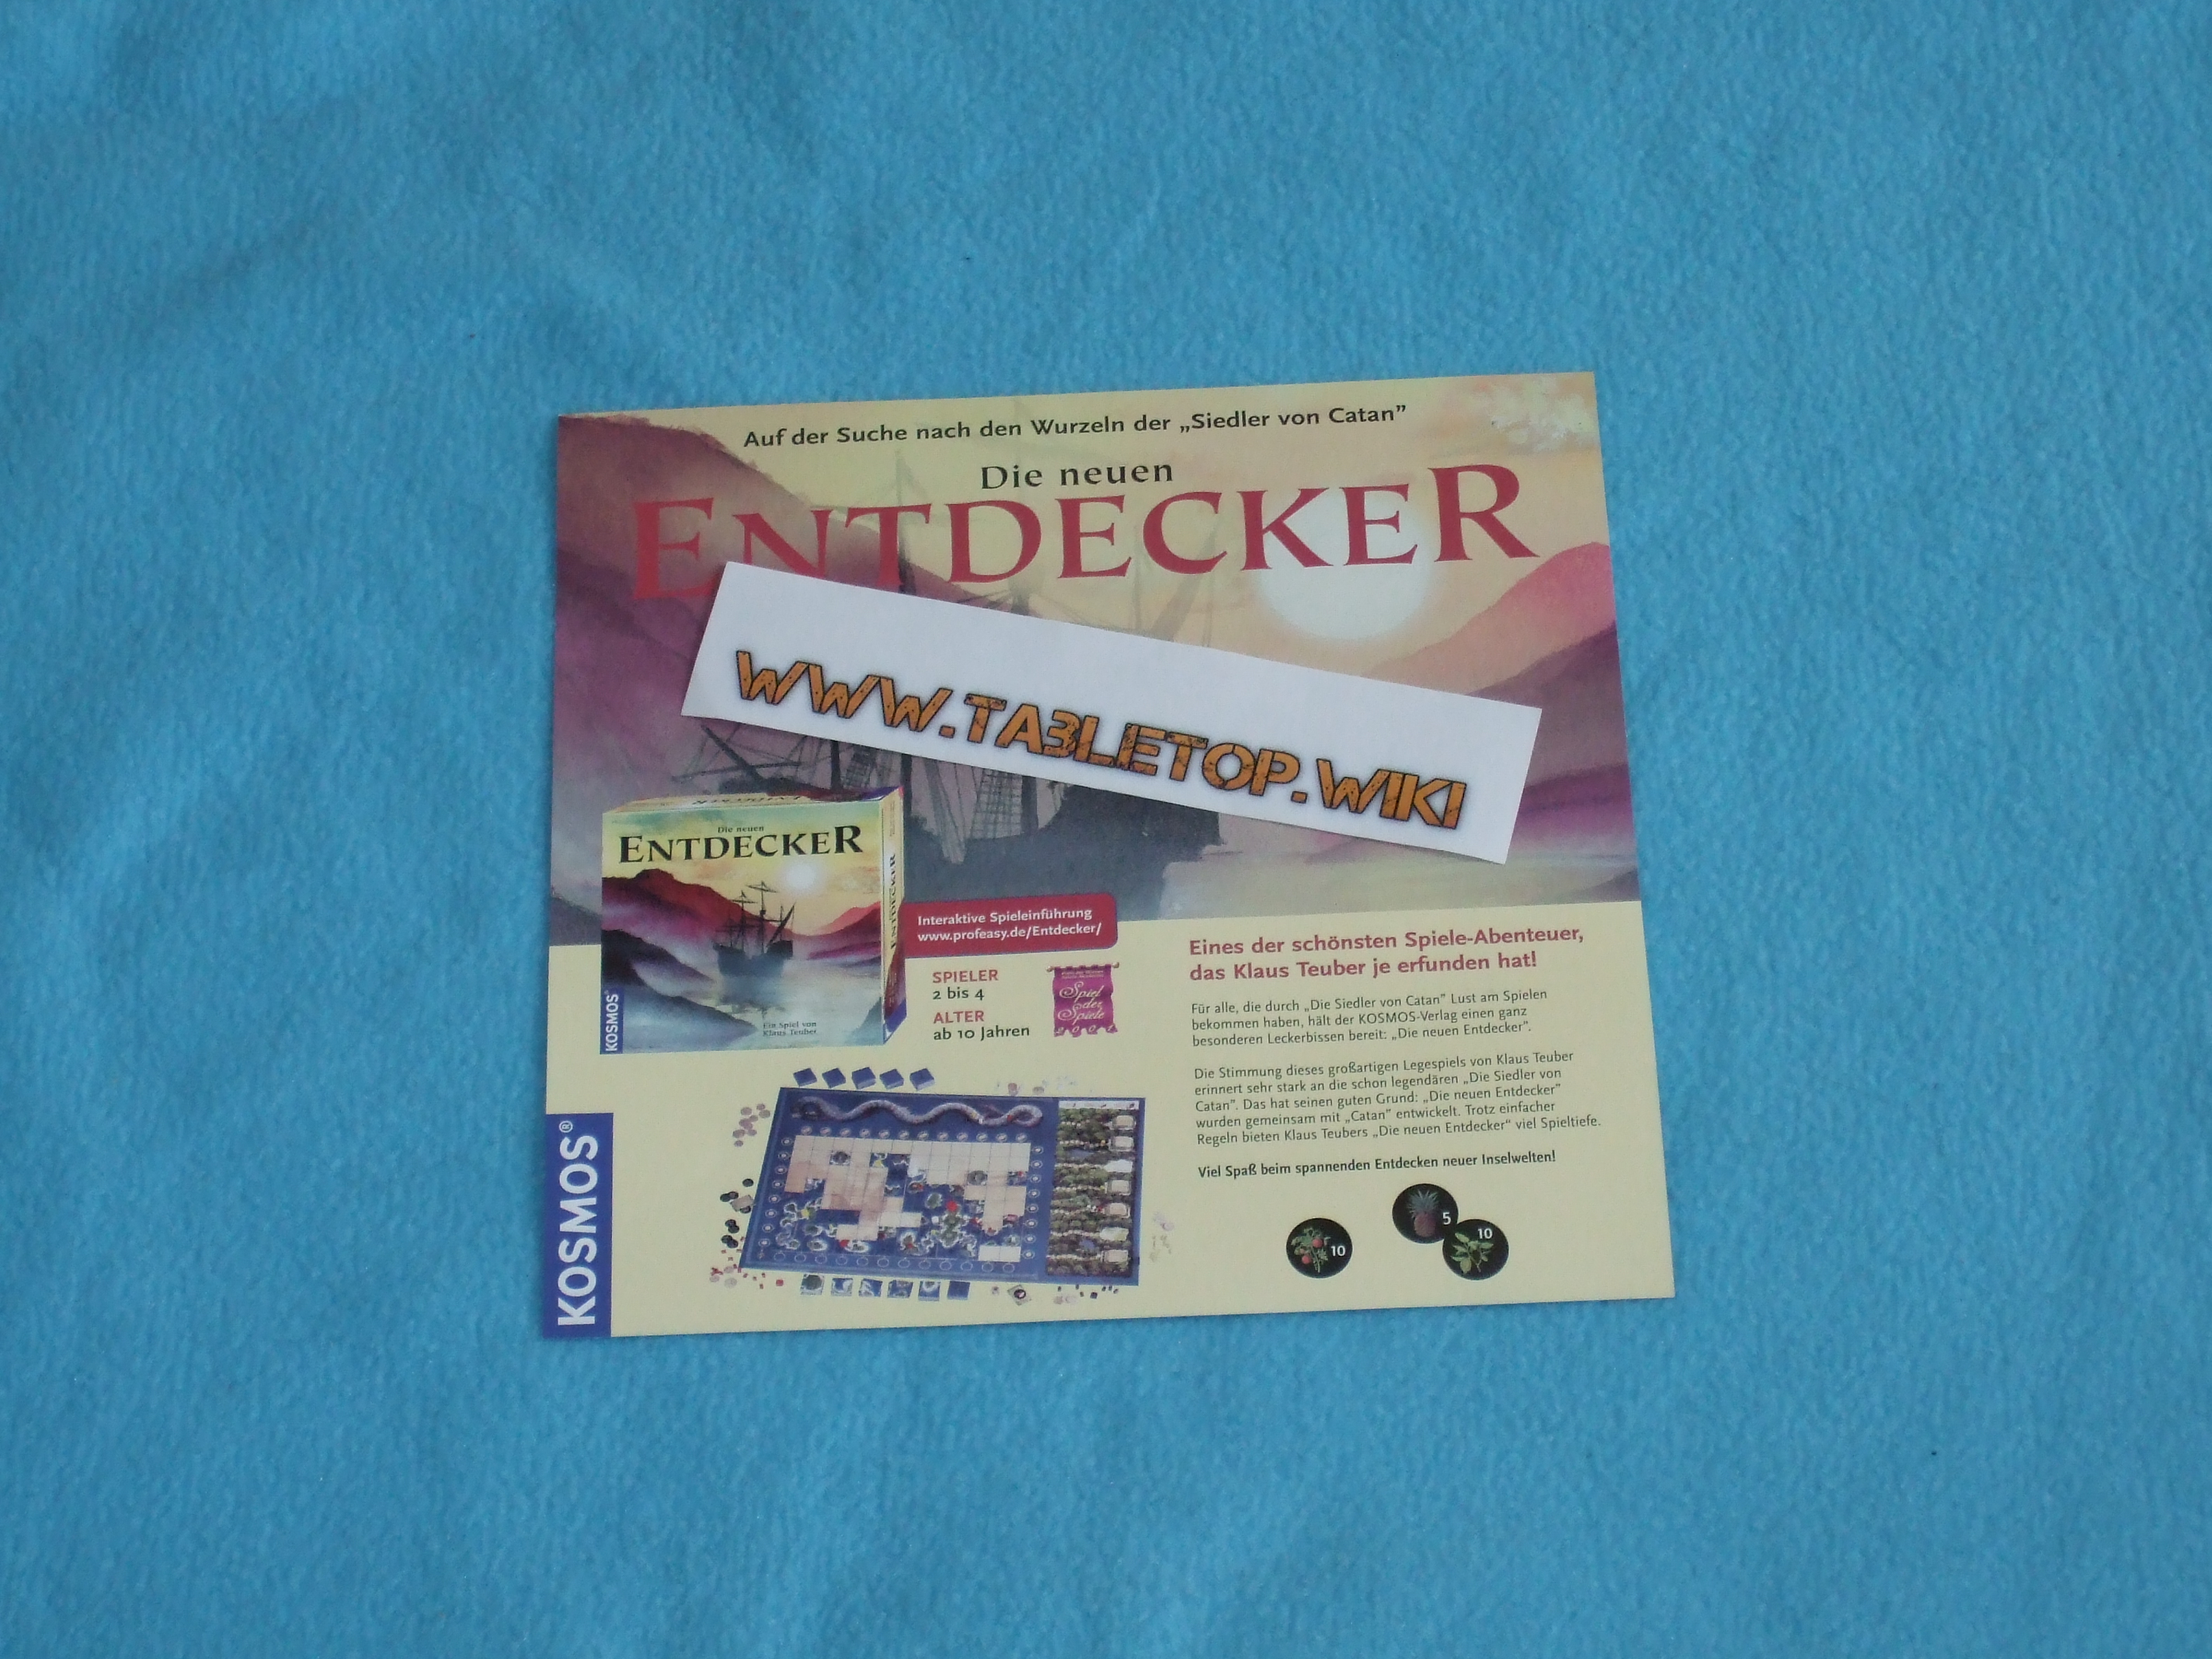 Auf der Suche nach den Wurzeln der „Siedler von Catan”
Die neuen
ENTDECKER
WWW.TABLETOP.WIKI
Die neuen
ENTDECKER
ENTDECKER
KOSMOS
Ein Spiel von
Klaus Teuber
Interaktive Spieleinführung
www.profeasy.de/Entdecker/
SPIELER
2 bis 4
ALTER
ab 10 Jahren
Spiel
der
Spiele
Eines der schönsten Spiele-Abenteuer,
das Klaus Teuber je erfunden hat!
Für alle, die durch „Die Siedler von Catan” Lust am Spielen
bekommen haben, hält der KOSMOS-Verlag einen ganz
besonderen Leckerbissen bereit: „Die neuen Entdecker”.
Die Stimmung dieses großartigen Legespiels von Klaus Teuber
erinnert sehr stark an die schon legendären „Die Siedler von
Catan”. Das hat seinen guten Grund: „Die neuen Entdecker”
wurden gemeinsam mit „Catan” entwickelt. Trotz einfacher
Regeln bieten Klaus Teubers „Die neuen Entdecker” viel Spieltiefe.
Viel Spaß beim spannenden Entdecken neuer Inselwelten!
10
5
10
KOSMOS®